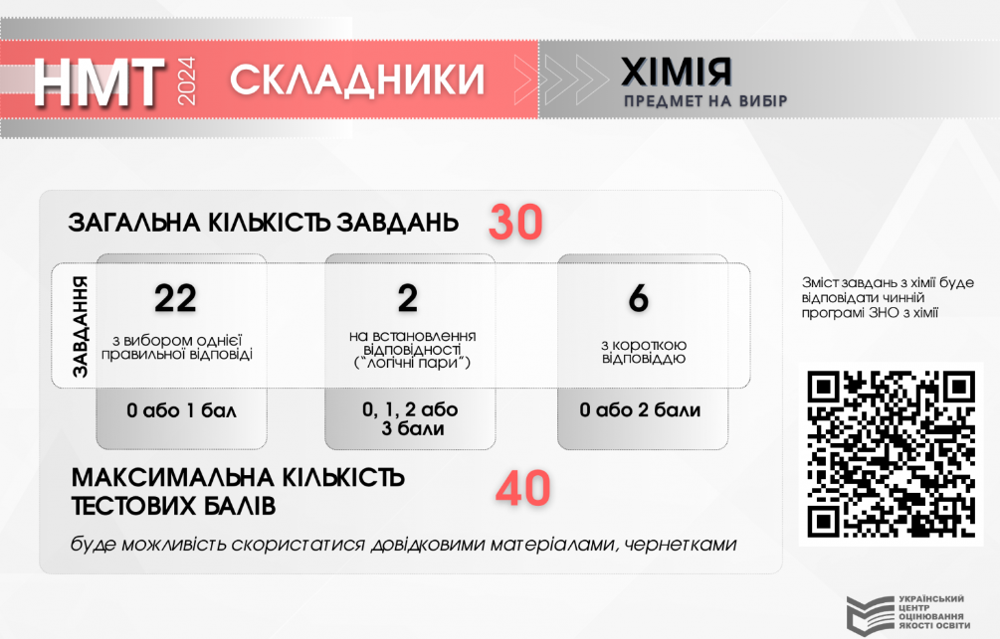 НМТ 2024 СКЛАДНИКИ
ХІМІЯ
ПРЕДМЕТ НА ВИБІР
ЗАГАЛЬНА КІЛЬКІСТЬ ЗАВДАНЬ 30
ЗАВДАННЯ
22
з вибором однієї
правильної відповіді
0 або 1 бал
2
на встановлення
відповідності
("логічні пари")
0, 1, 2 або
3 бали
6
з короткою
відповіддю
0 або 2 бали
МАКСИМАЛЬНА КІЛЬКІСТЬ
ТЕСТОВИХ БАЛІВ
40
буде можливість скористатися довідковими матеріалами, чернетками
Зміст завдань з хімії буде
відповідати чинній
програмі ЗНО з хімії
УКРАЇНСЬКИЙ
ЦЕНТР
ОЦІНЮВАННЯ
ЯКОСТІ ОСВІТИ